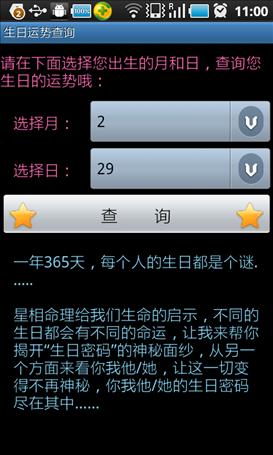 2
100%
R
11:00
生日运势查询
请在下面选择您出生的月和日，查询您
生日的运势哦：
选择月：
2
选择日：
29
查 询
一年365天，每个人的生日都是个谜.
.....
星相命理给我们生命的启示，不同的
生日都会有不同的命运，让我来帮你
揭开“生日密码”的神秘面纱，从另一
个方面来看你我他/她，让这一切变
得不再神秘，你我他/她的生日密码
尽在其中......